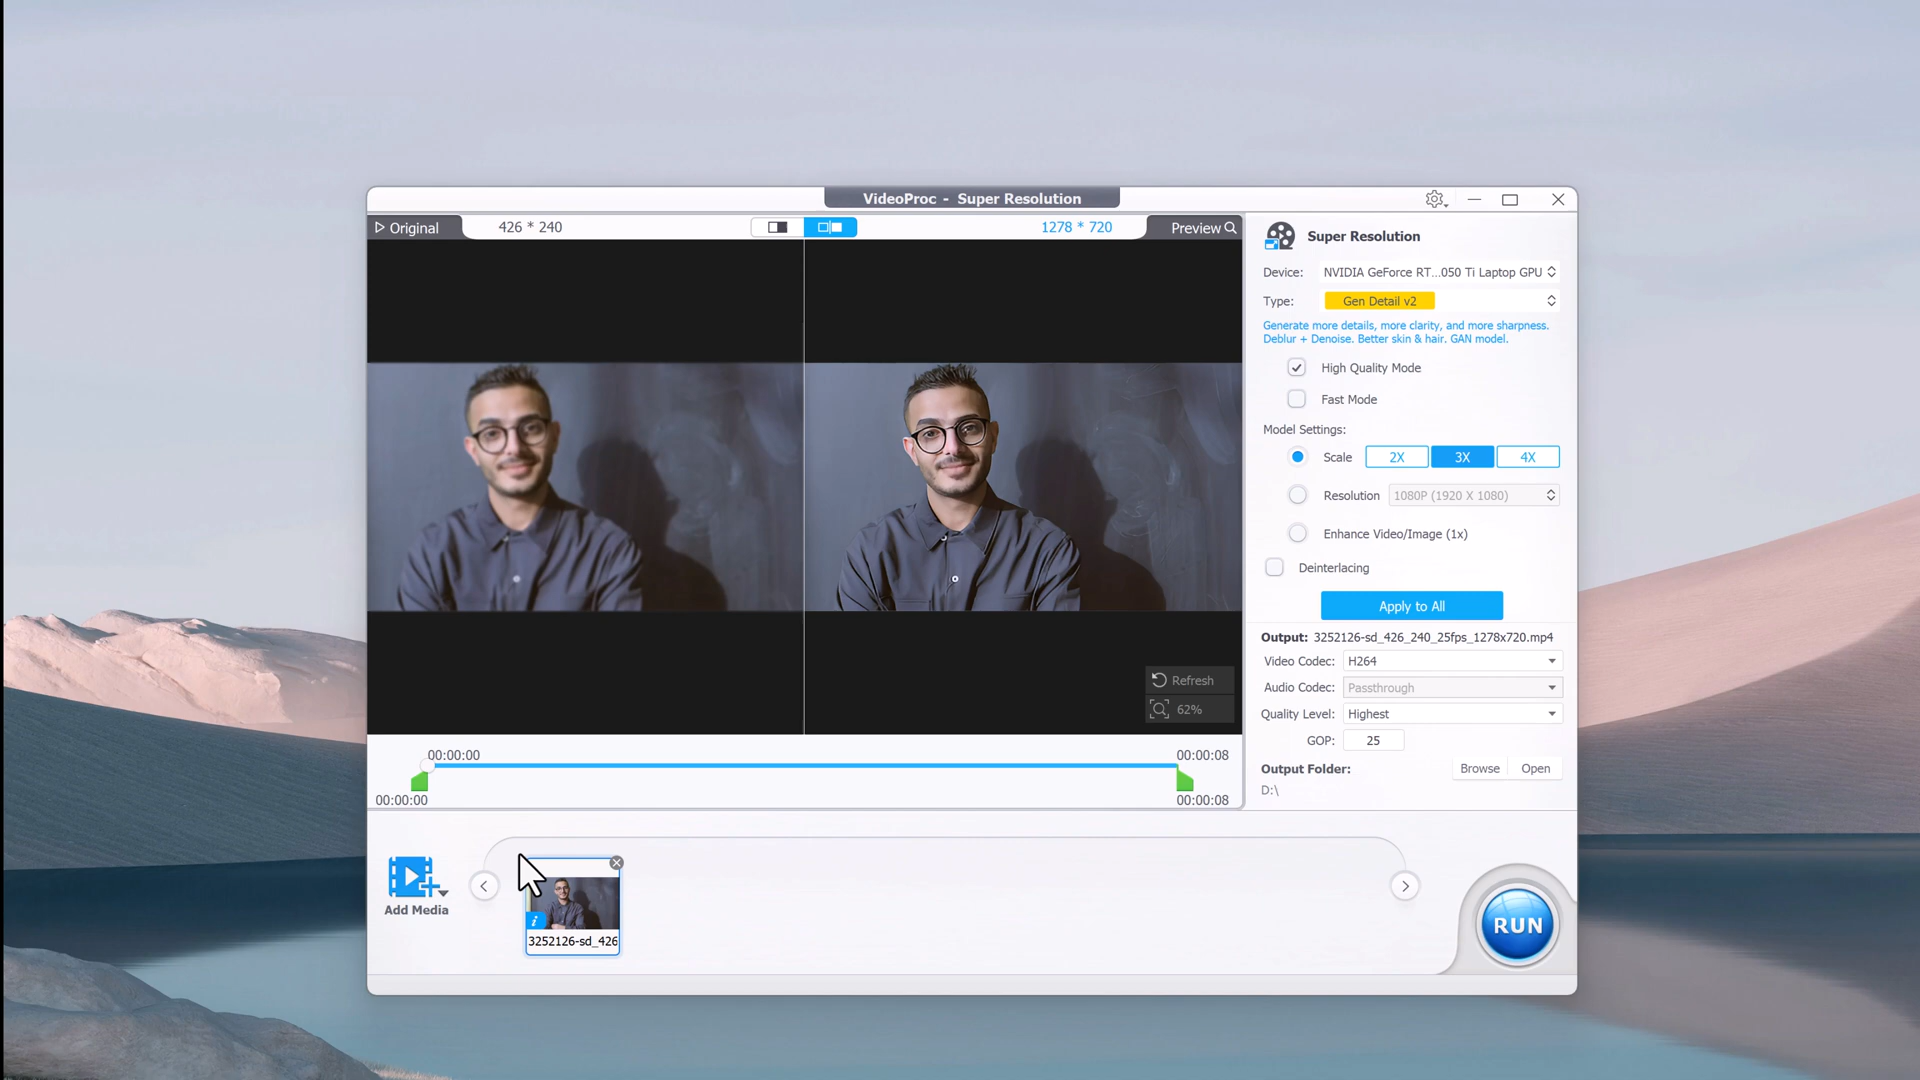 VideoProc - Super Resolution
Original
426 * 240
1278 * 720
Preview
Super Resolution
Device: NVIDIA GeForce RT...050 Ti Laptop GPU
Type: Gen Detail v2
Generate more details, more clarity, and more sharpness.
Deblur + Denoise. Better skin & hair. GAN model.
High Quality Mode
Fast Mode
Model Settings:
Scale 2X 3X 4X
Resolution 1080P (1920 X 1080)
Enhance Video/Image (1x)
Deinterlacing
Apply to All
Output: 3252126-sd_426_240_25fps_1278x720.mp4
Video Codec: H264
Audio Codec: Passthrough
Quality Level: Highest
GOP: 25
Output Folder: Browse Open
D:\
Refresh
62%
00:00:00
00:00:08
00:00:00
00:00:08
Add Media
i
3252126-sd_426
RUN